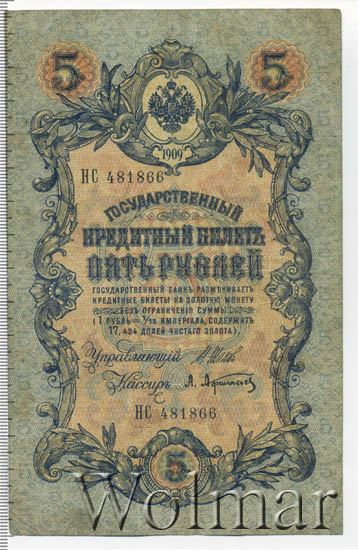 5 5
1909
НС 481866
ГОСУДАРСТВЕННЫЙ
КРЕДИТНЫЙ БИЛЕТЪ
ПЯТЬ РУБЛЕЙ
ГОСУДАРСТВЕННЫЙ БАНКЪ РАЗМѢНИВАЕТЪ
КРЕДИТНЫЕ БИЛЕТЫ НА ЗОЛОТУЮ МОНЕТУ
БЕЗЪ ОГРАНИЧЕНІЯ СУММЫ
(1 РУБЛЬ = 1/15 ИМПЕРІАЛА, СОДЕРЖИТЪ
17,424 ДОЛЕЙ ЧИСТАГО ЗОЛОТА)
Управляющій
Кассиръ
НС 481866
5
Wolmar